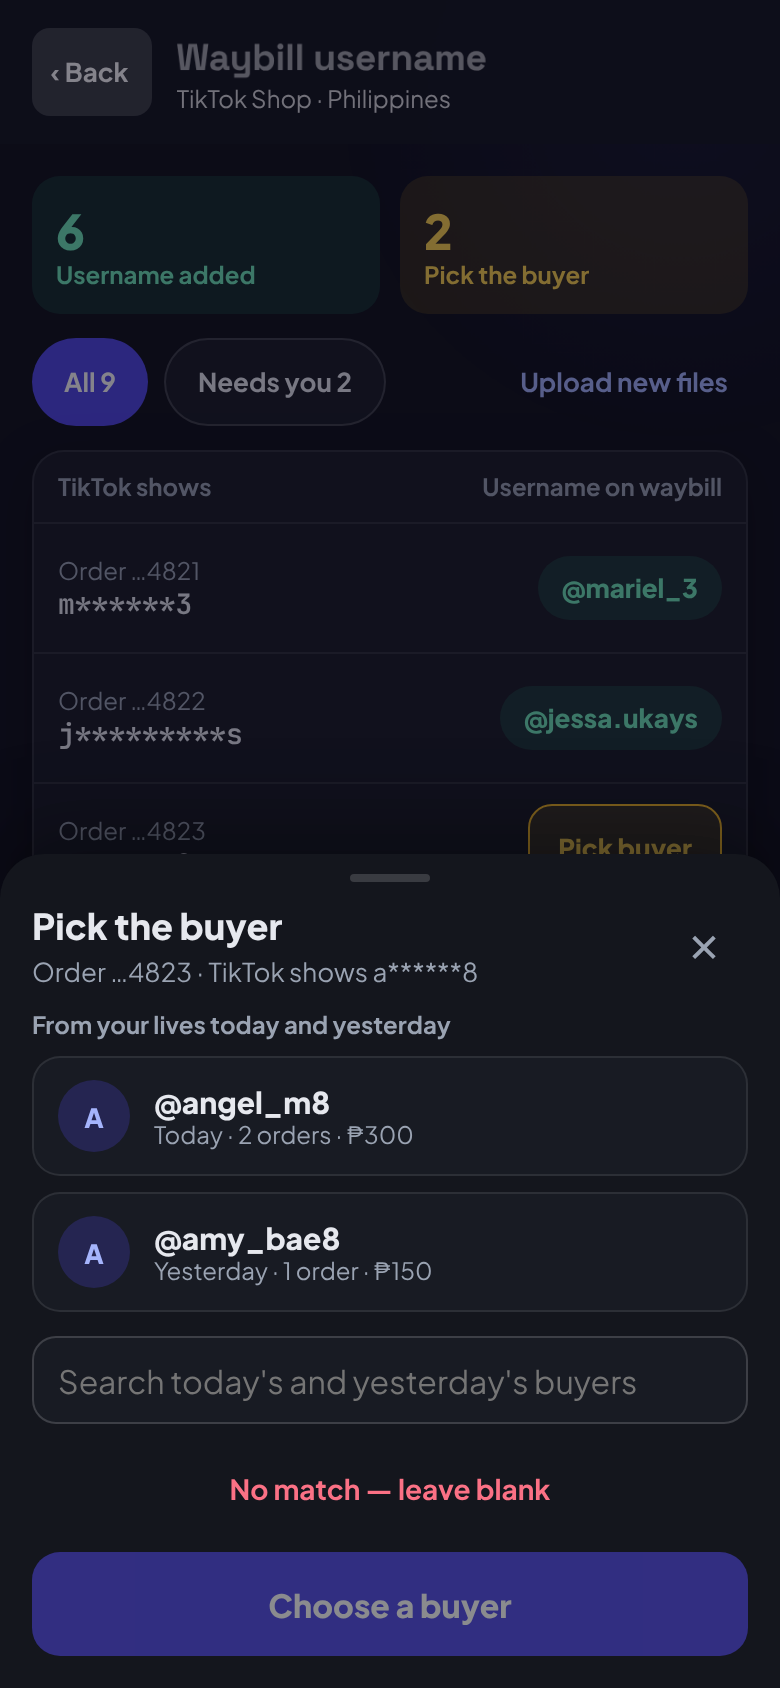 ‹ Back
Waybill username
TikTok Shop · Philippines
6
Username added
2
Pick the buyer
All 9
Needs you 2
Upload new files
TikTok shows
Username on waybill
Order ...4821
m******3
@mariel_3
Order ...4822
j*********s
@jessa.ukays
Order ...4823
Pick buyer
Pick the buyer
✕
Order ...4823 · TikTok shows a******8
From your lives today and yesterday
A
@angel_m8
Today · 2 orders · ₱300
A
@amy_bae8
Yesterday · 1 order · ₱150
Search today's and yesterday's buyers
No match — leave blank
Choose a buyer